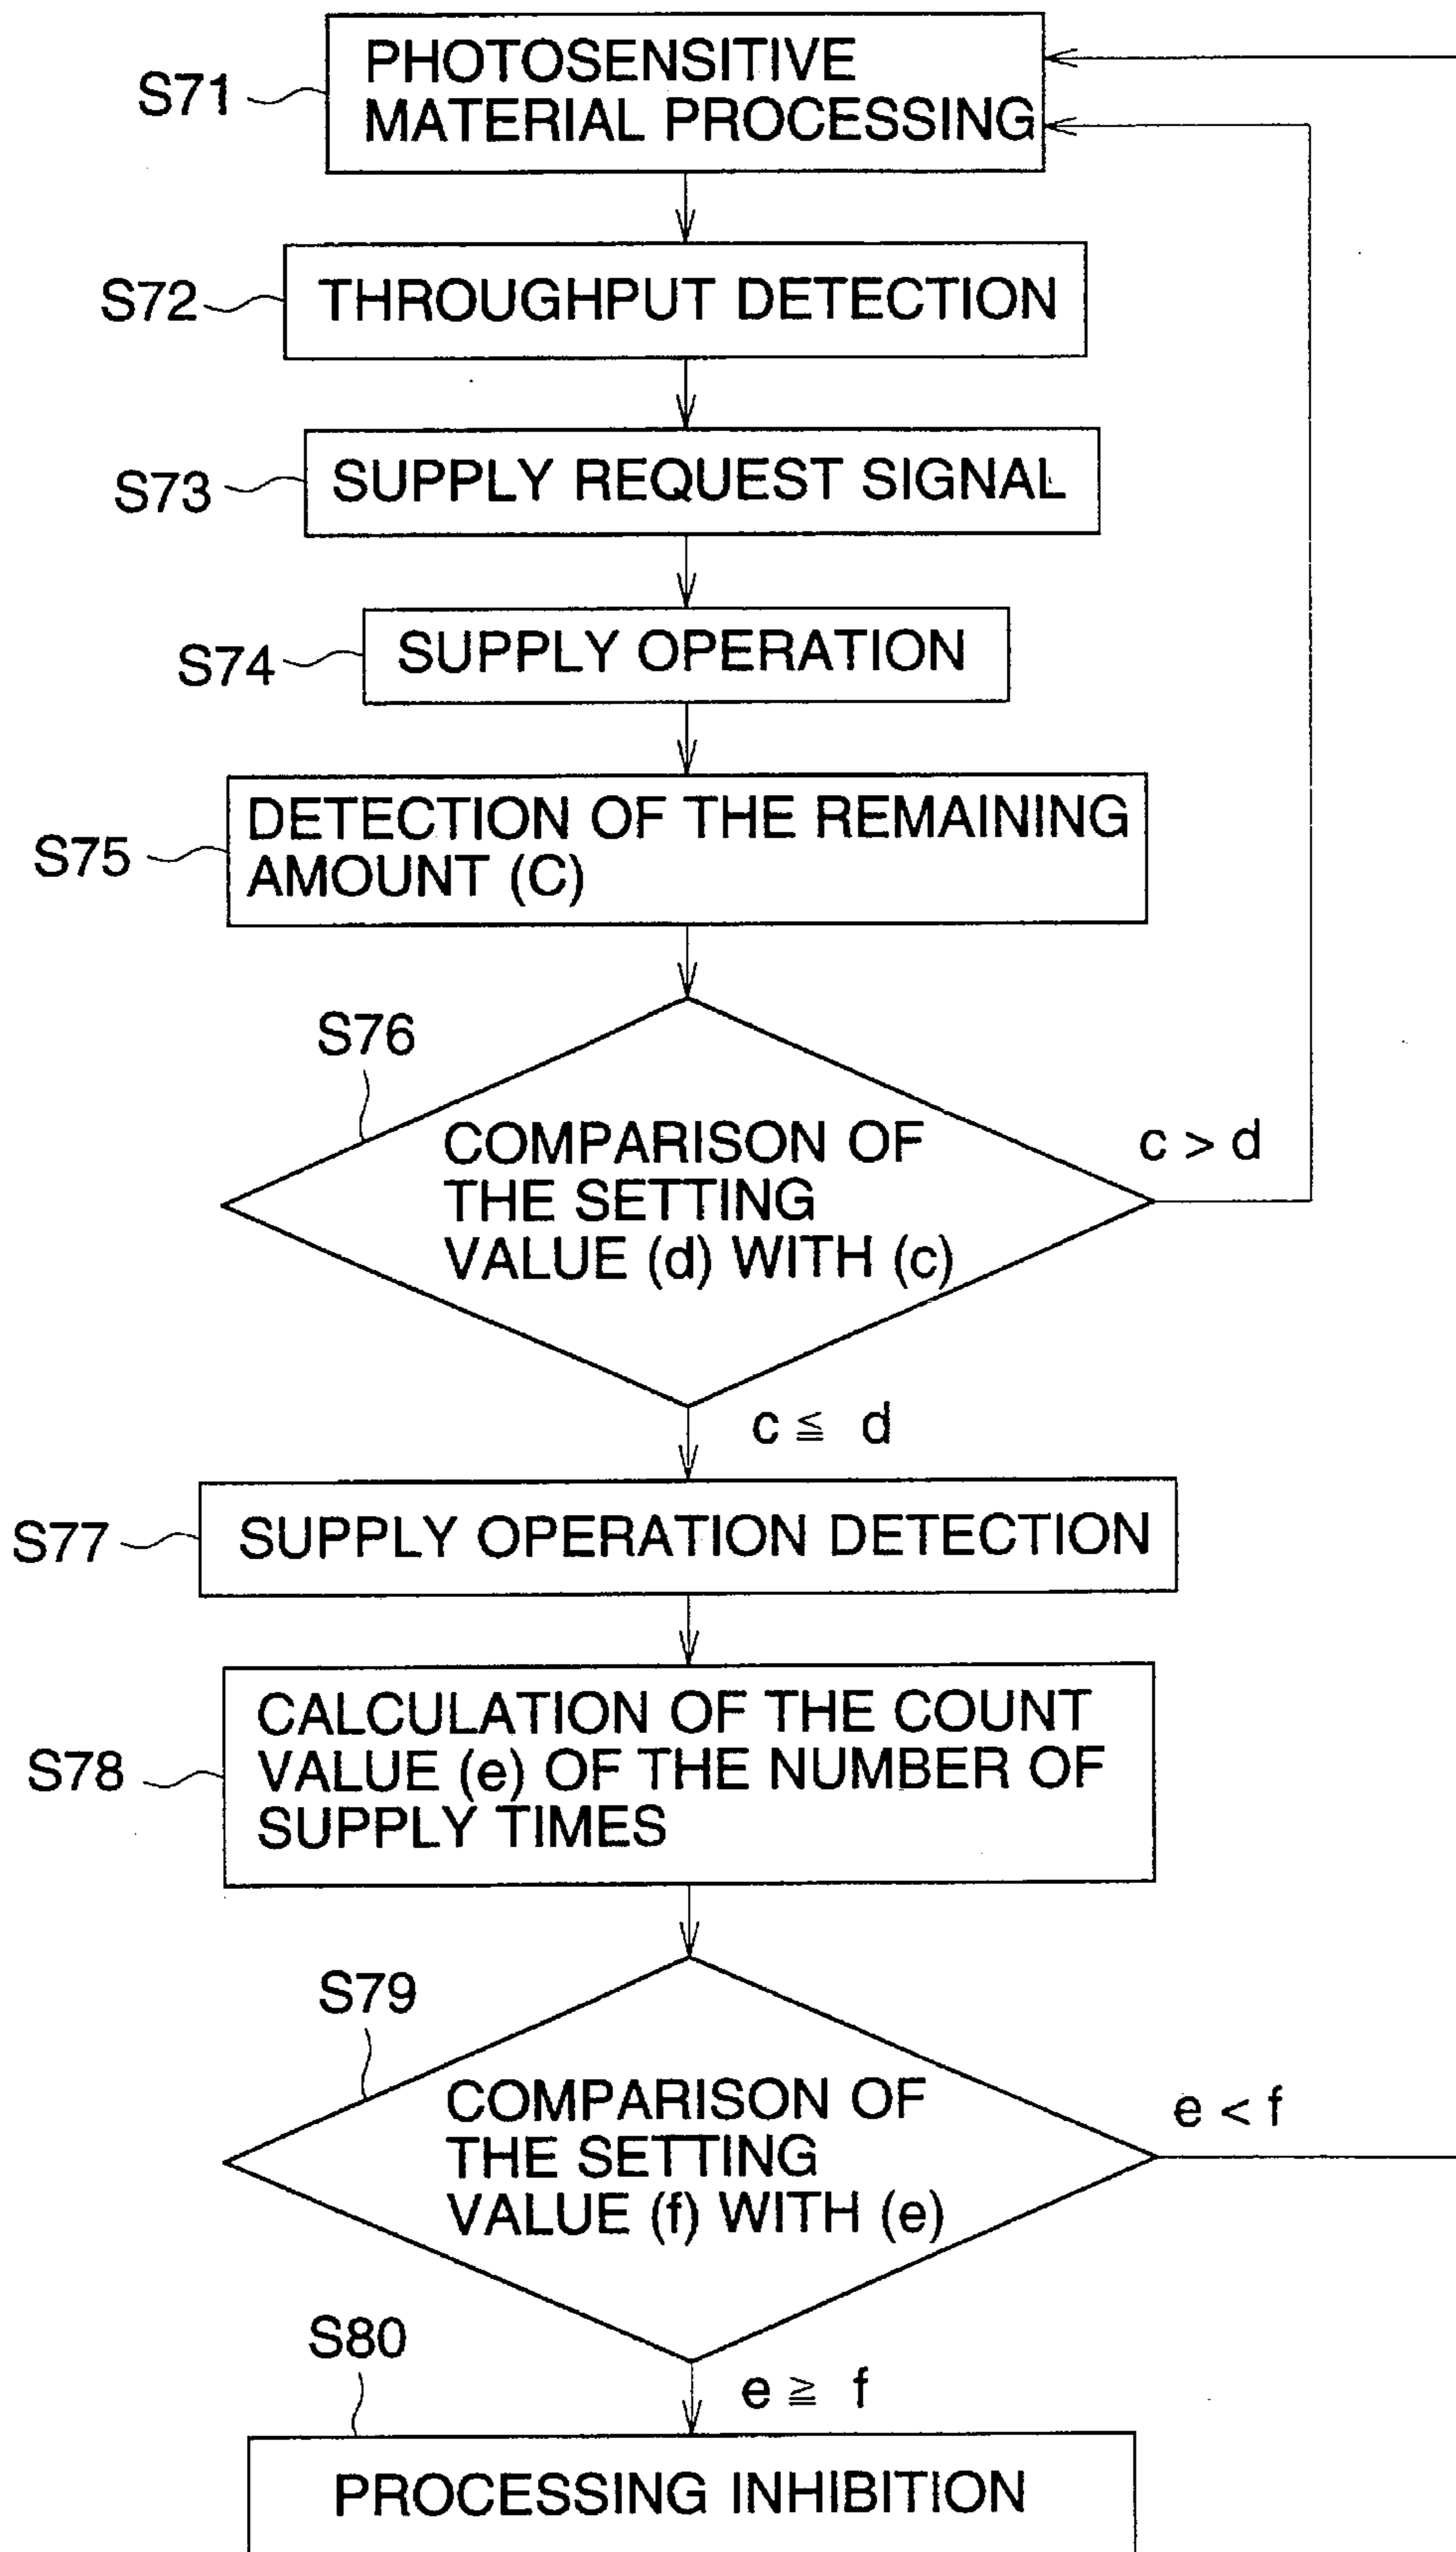 S71
PHOTOSENSITIVE
MATERIAL PROCESSING
S72
THROUGHPUT DETECTION
S73
SUPPLY REQUEST SIGNAL
S74
SUPPLY OPERATION
S75
DETECTION OF THE REMAINING
AMOUNT (C)
S76
COMPARISON OF
THE SETTING
VALUE (d) WITH (c)
c > d
c ≦ d
S77
SUPPLY OPERATION DETECTION
S78
CALCULATION OF THE COUNT
VALUE (e) OF THE NUMBER OF
SUPPLY TIMES
S79
COMPARISON OF
THE SETTING
VALUE (f) WITH (e)
e < f
e ≧ f
S80
PROCESSING INHIBITION